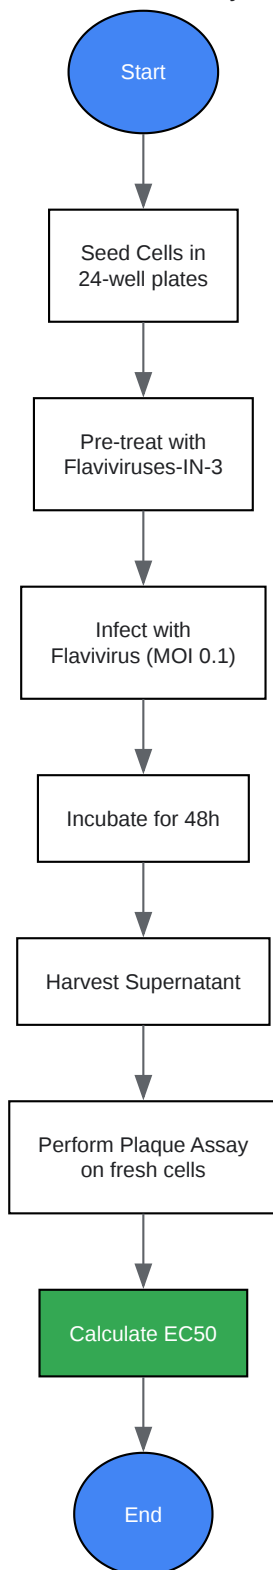 Start
Seed Cells in
24-well plates
Pre-treat with
Flaviviruses-IN-3
Infect with
Flavivirus (MOI 0.1)
Incubate for 48h
Harvest Supernatant
Perform Plaque Assay
on fresh cells
Calculate EC50
End